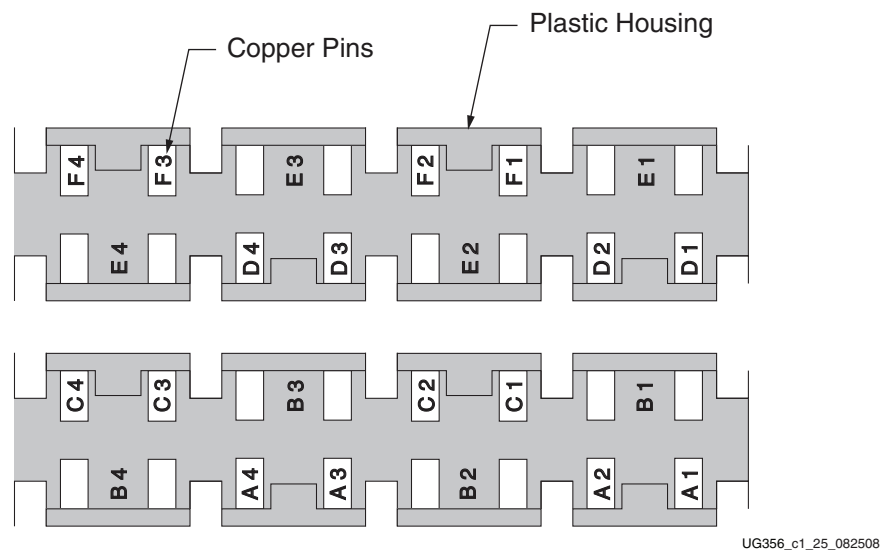 Plastic Housing
Copper Pins
F4 F3 E3 F2 F1 E1
E4 D4 D3 E2 D2 D1
C4 C3 B3 C2 C1 B1
B4 A4 A3 B2 A2 A1
UG356_c1_25_082508